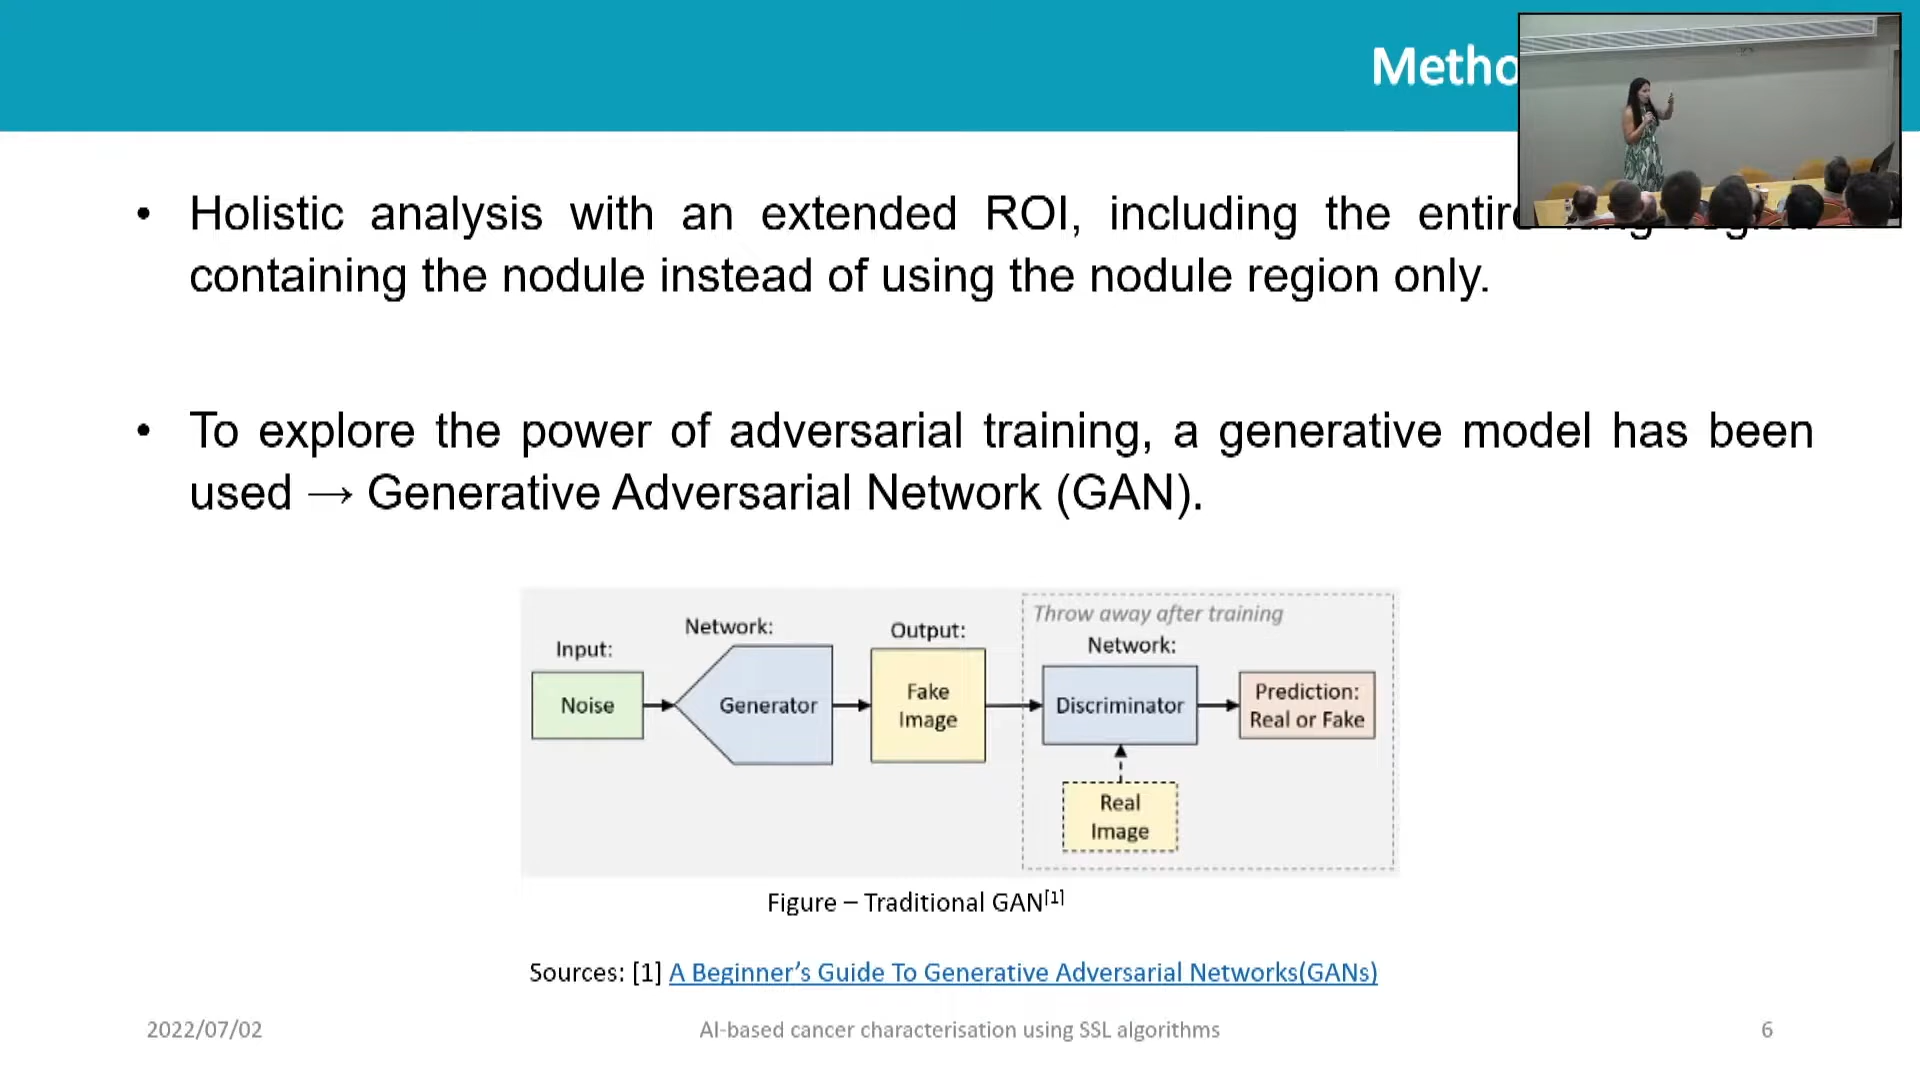 Metho
• Holistic analysis with an extended ROI, including the entire
containing the nodule instead of using the nodule region only.
• To explore the power of adversarial training, a generative model has been
used → Generative Adversarial Network (GAN).
Input:
Noise
Network:
Generator
Output:
Fake
Image
Throw away after training
Network:
Discriminator
Prediction:
Real or Fake
Real
Image
Figure – Traditional GAN[1]
Sources: [1] A Beginner's Guide To Generative Adversarial Networks(GANs)
2022/07/02
AI-based cancer characterisation using SSL algorithms
6